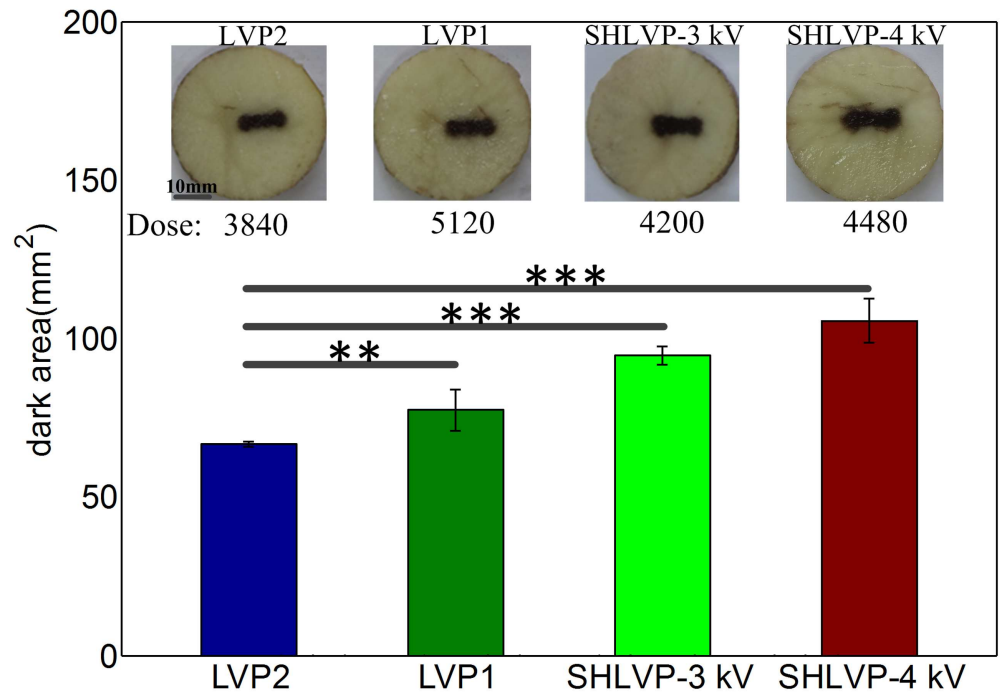 200
LVP2 LVP1 SHLVP-3 kV SHLVP-4 kV
10mm
150
Dose: 3840 5120 4200 4480
***
***
100
**
50
0
dark area(mm²)
LVP2 LVP1 SHLVP-3 kV SHLVP-4 kV